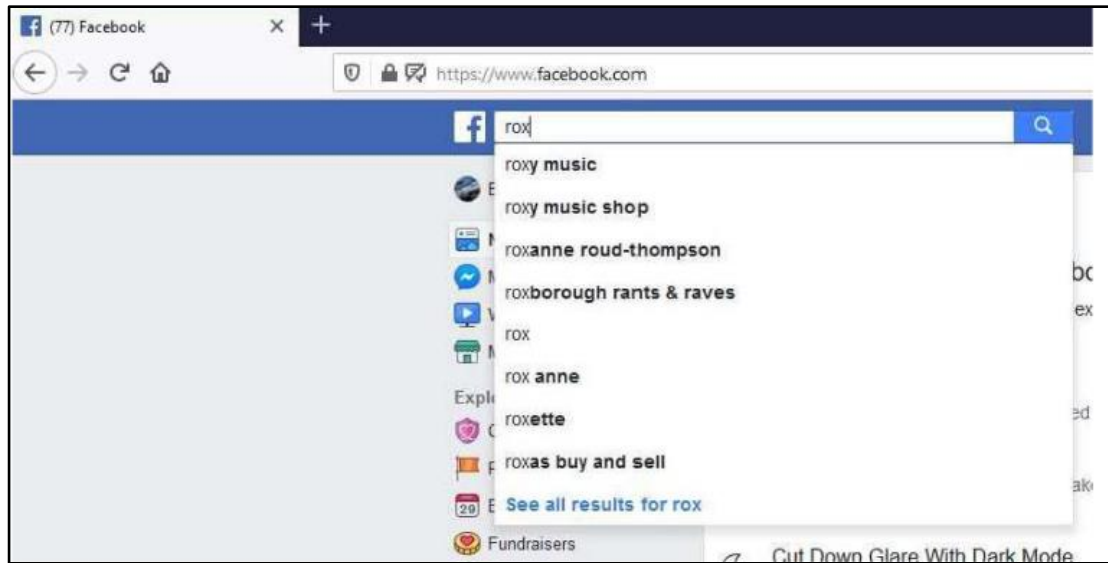 (77) Facebook
https://www.facebook.com
rox
roxy music
roxy music shop
roxanne roud-thompson
roxborough rants & raves
rox
rox anne
roxette
roxas buy and sell
See all results for rox
Expl
29
Fundraisers
Cut Down Glare With Dark Mode